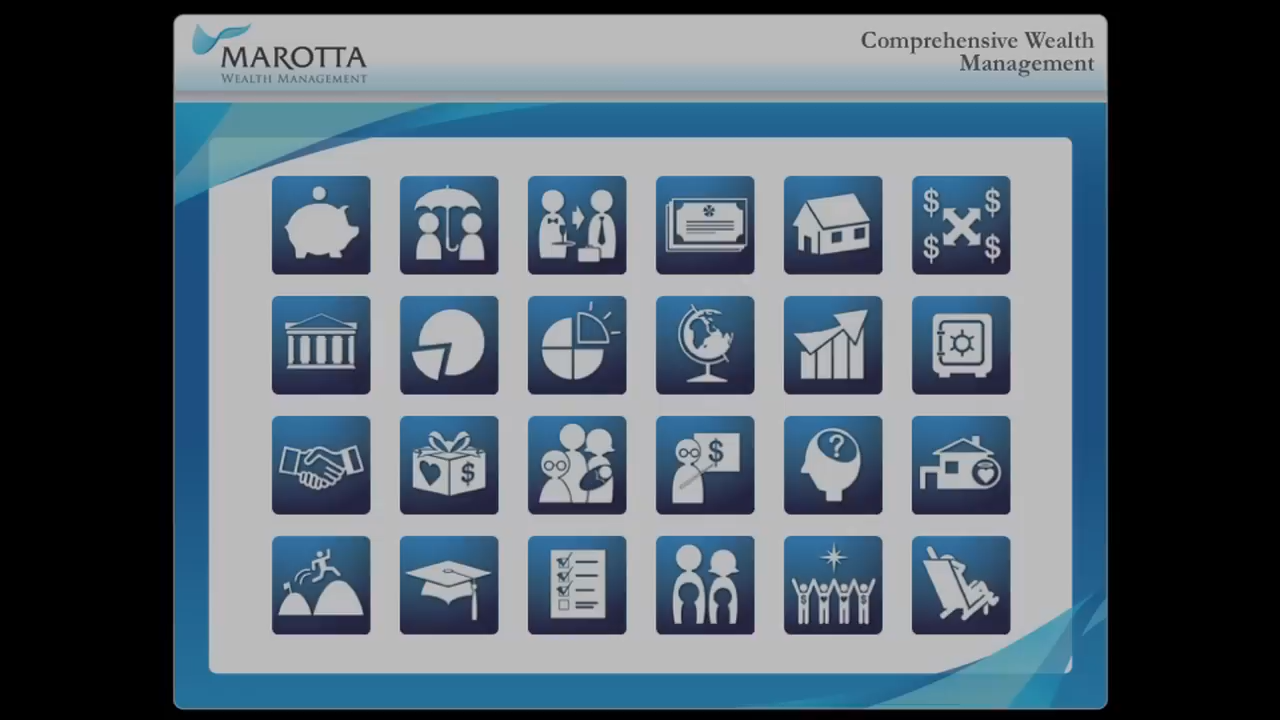 MAROTTA
WEALTH MANAGEMENT
Comprehensive Wealth
Management
$ $
$ $
$
$
?
$ $